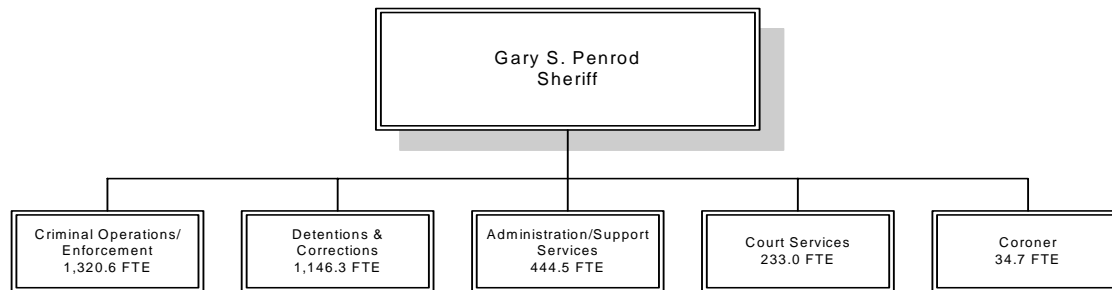 Gary S. Penrod
Sheriff
Criminal Operations/
Enforcement
1,320.6 FTE
Detentions &
Corrections
1,146.3 FTE
Administration/Support
Services
444.5 FTE
Court Services
233.0 FTE
Coroner
34.7 FTE